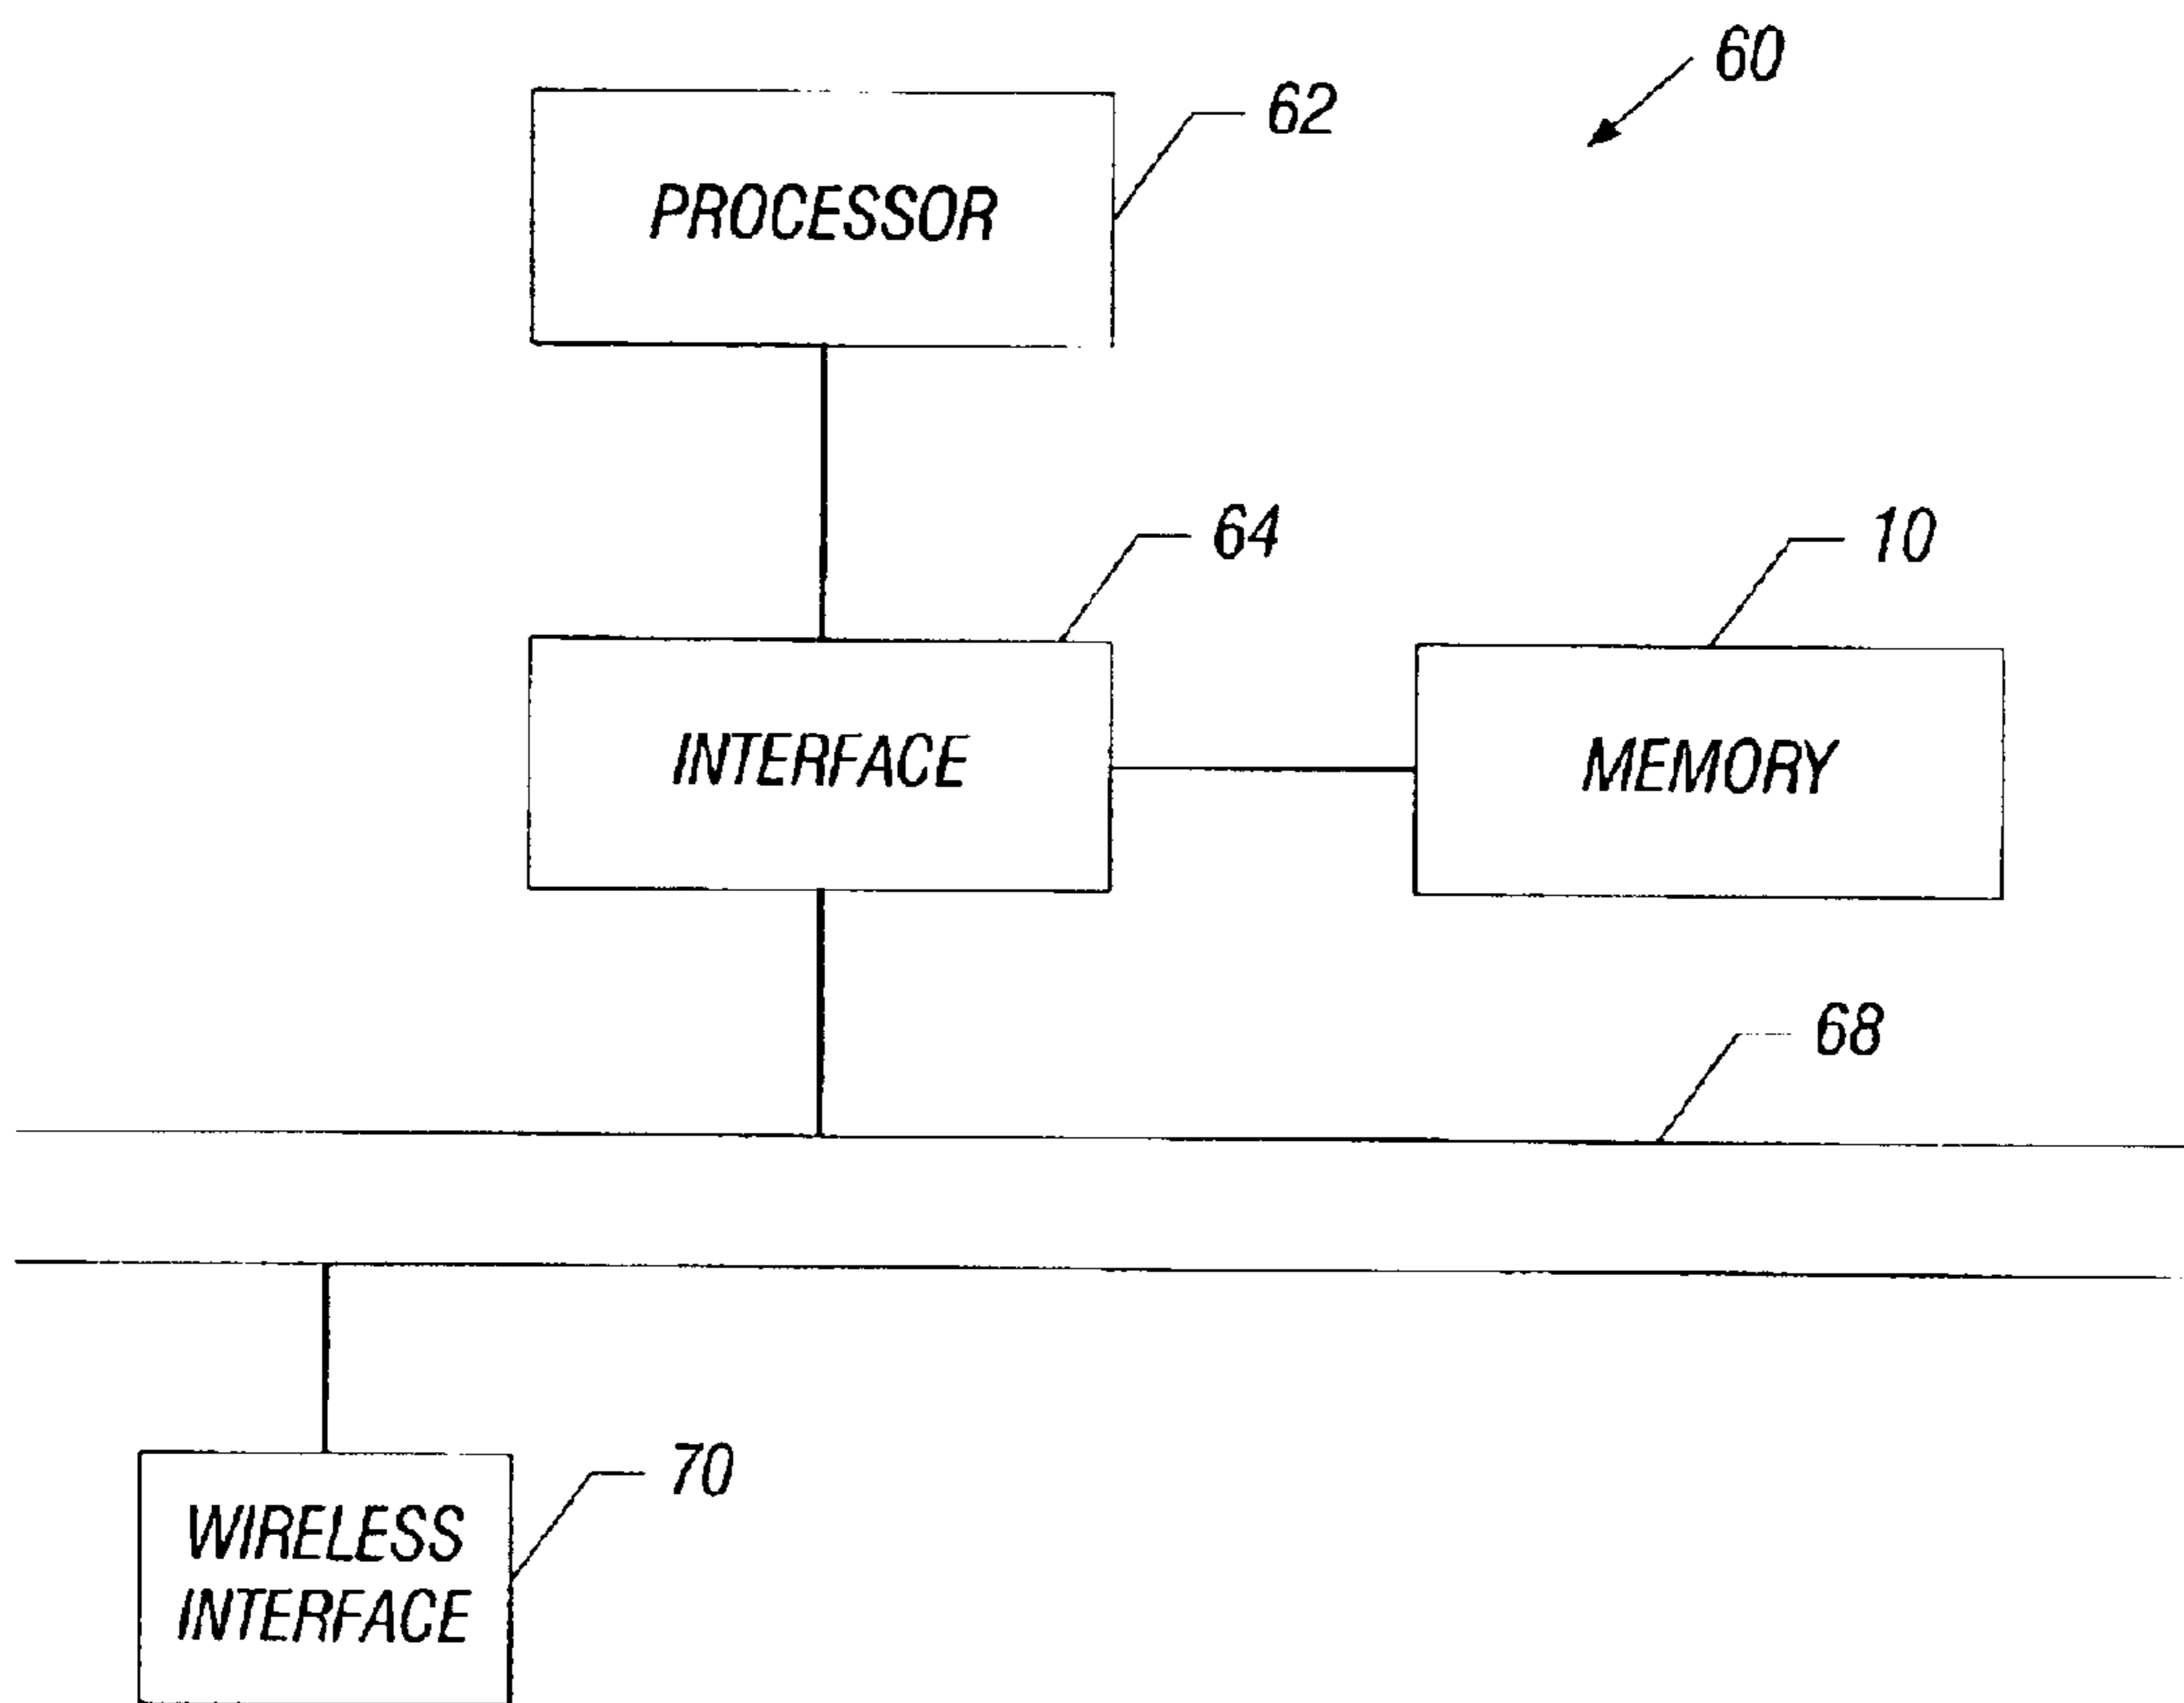 60
62
PROCESSOR
64
10
INTERFACE
MEMORY
68
70
WIRELESS
INTERFACE